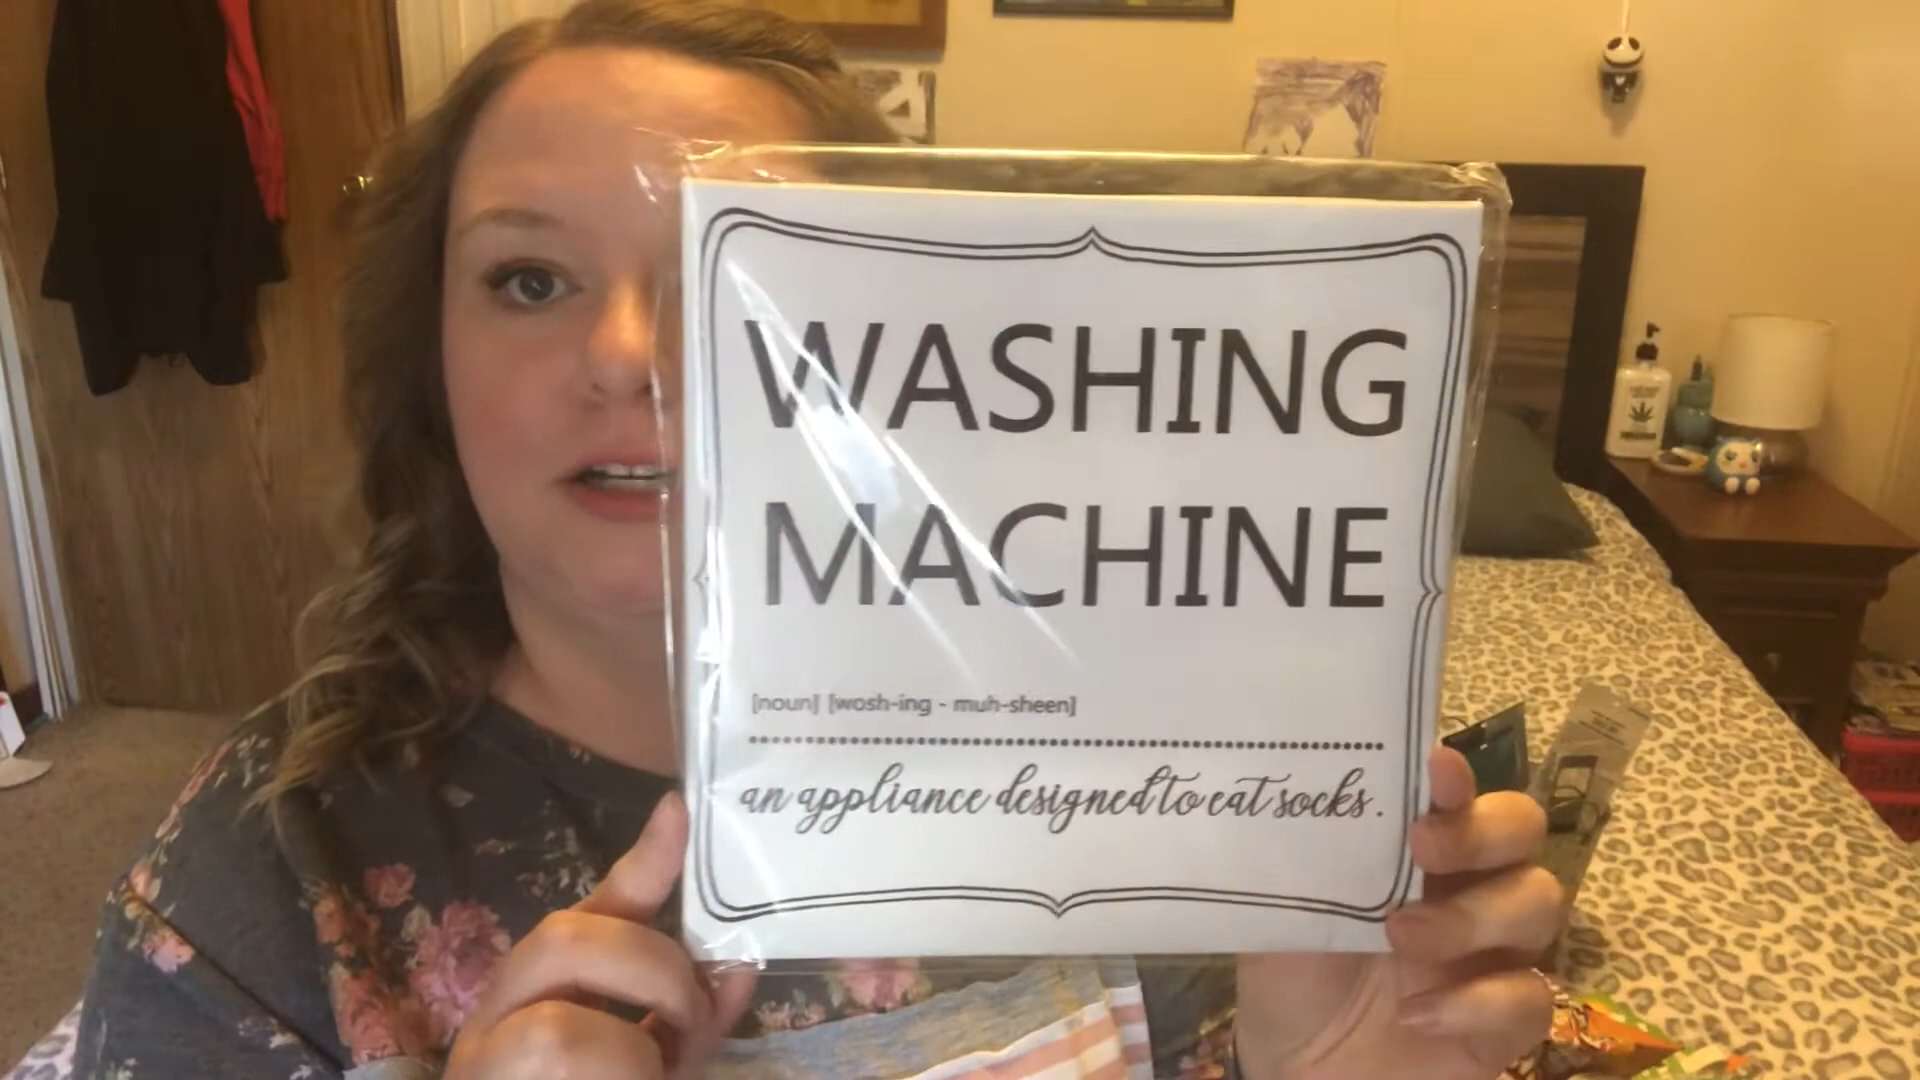 WASHING
MACHINE
[noun] [wosh-ing - muh-sheen]
an appliance designed to eat socks.